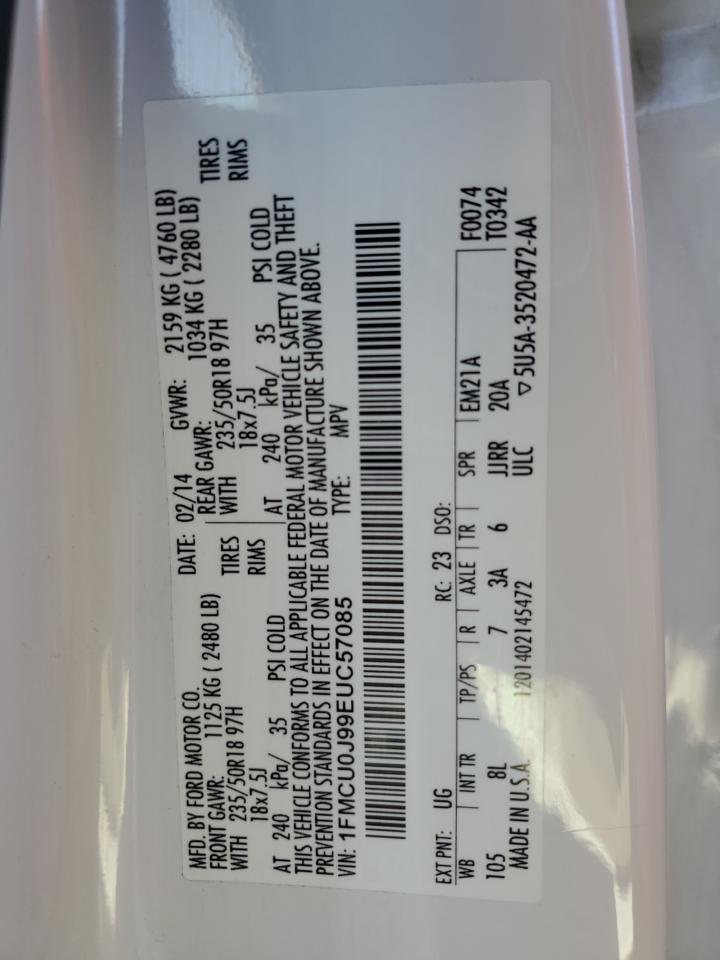 MFD. BY FORD MOTOR CO.
DATE: 02/14 GVWR: 2159 KG ( 4760 LB)
FRONT GAWR: 1125 KG ( 2480 LB)
REAR GAWR: 1034 KG ( 2280 LB)
WITH 235/50R18 97H TIRES
WITH 235/50R18 97H TIRES
18x7.5J RIMS
18x7.5J RIMS
AT 240 kPa/ 35 PSI COLD
AT 240 kPa/ 35 PSI COLD
THIS VEHICLE CONFORMS TO ALL APPLICABLE FEDERAL MOTOR VEHICLE SAFETY AND THEFT
PREVENTION STANDARDS IN EFFECT ON THE DATE OF MANUFACTURE SHOWN ABOVE.
VIN: 1FMCU0J99EUC57085 TYPE: MPV
EXT PNT: UG RC: 23 DSO: F0074
WB INT TR TP/PS R AXLE TR SPR EM21A T0342
105 8L 7 3A 6 JJRR 20A
MADE IN U.S.A. 1201402145472 ULC ▽5U5A-3520472-AA